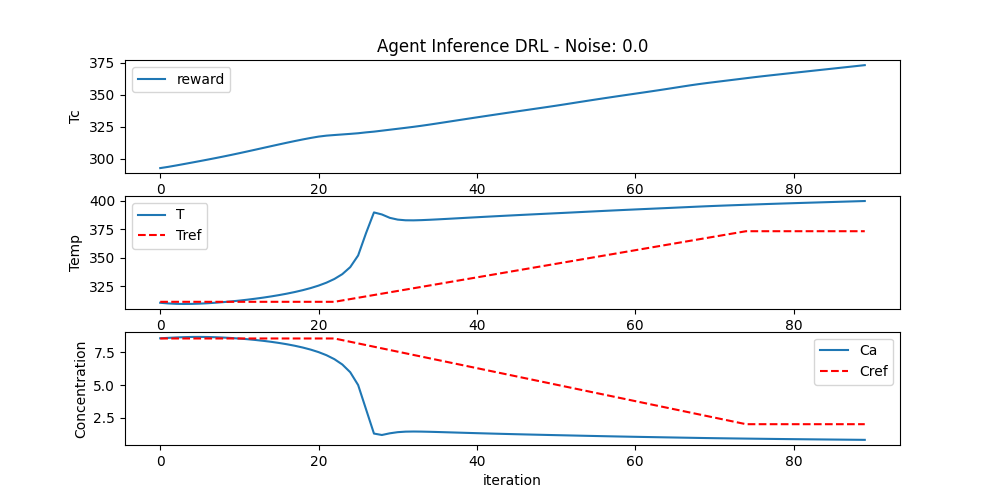 Agent Inference DRL - Noise: 0.0
375
350
325
300
Tc
reward
0 20 40 60 80
400
375
350
325
Temp
T
Tref
0 20 40 60 80
7.5
5.0
2.5
Concentration
Ca
Cref
0 20 40 60 80
iteration